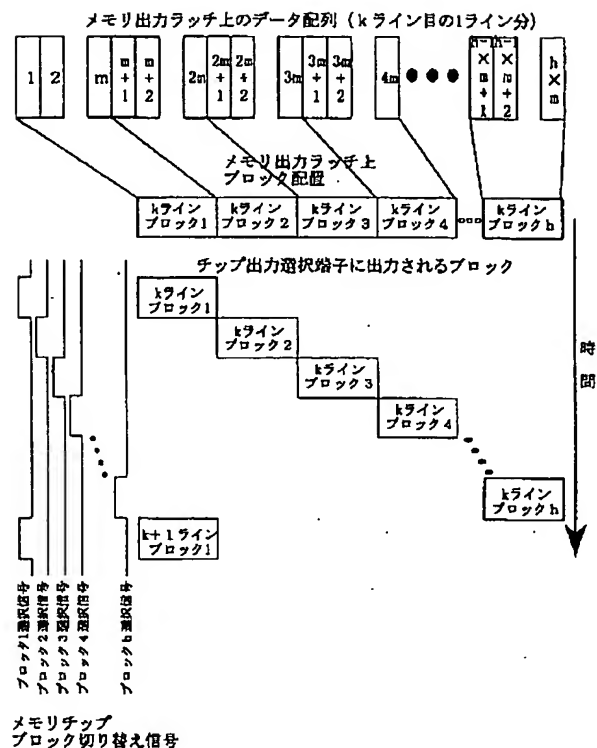 メモリ出力ラッチ上のデータ配列（kライン目の1ライン分）
1 2 m m+1 m+2 2m 2m+1 2m+2 3m 3m+1 3m+2 4m h-1×m+k h-1×m+2 h×m
メモリ出力ラッチ上
ブロック配置
kライン kライン kライン kライン kライン
ブロック1 ブロック2 ブロック3 ブロック4 ブロックh
チップ出力選択端子に出力されるブロック
kライン
ブロック1
kライン
ブロック2
kライン
ブロック3
kライン
ブロック4
kライン
ブロックh
時間
k+1ライン
ブロック1
ブロック1選択信号
ブロック2選択信号
ブロック3選択信号
ブロック4選択信号
ブロックh選択信号
メモリチップ
ブロック切り替え信号